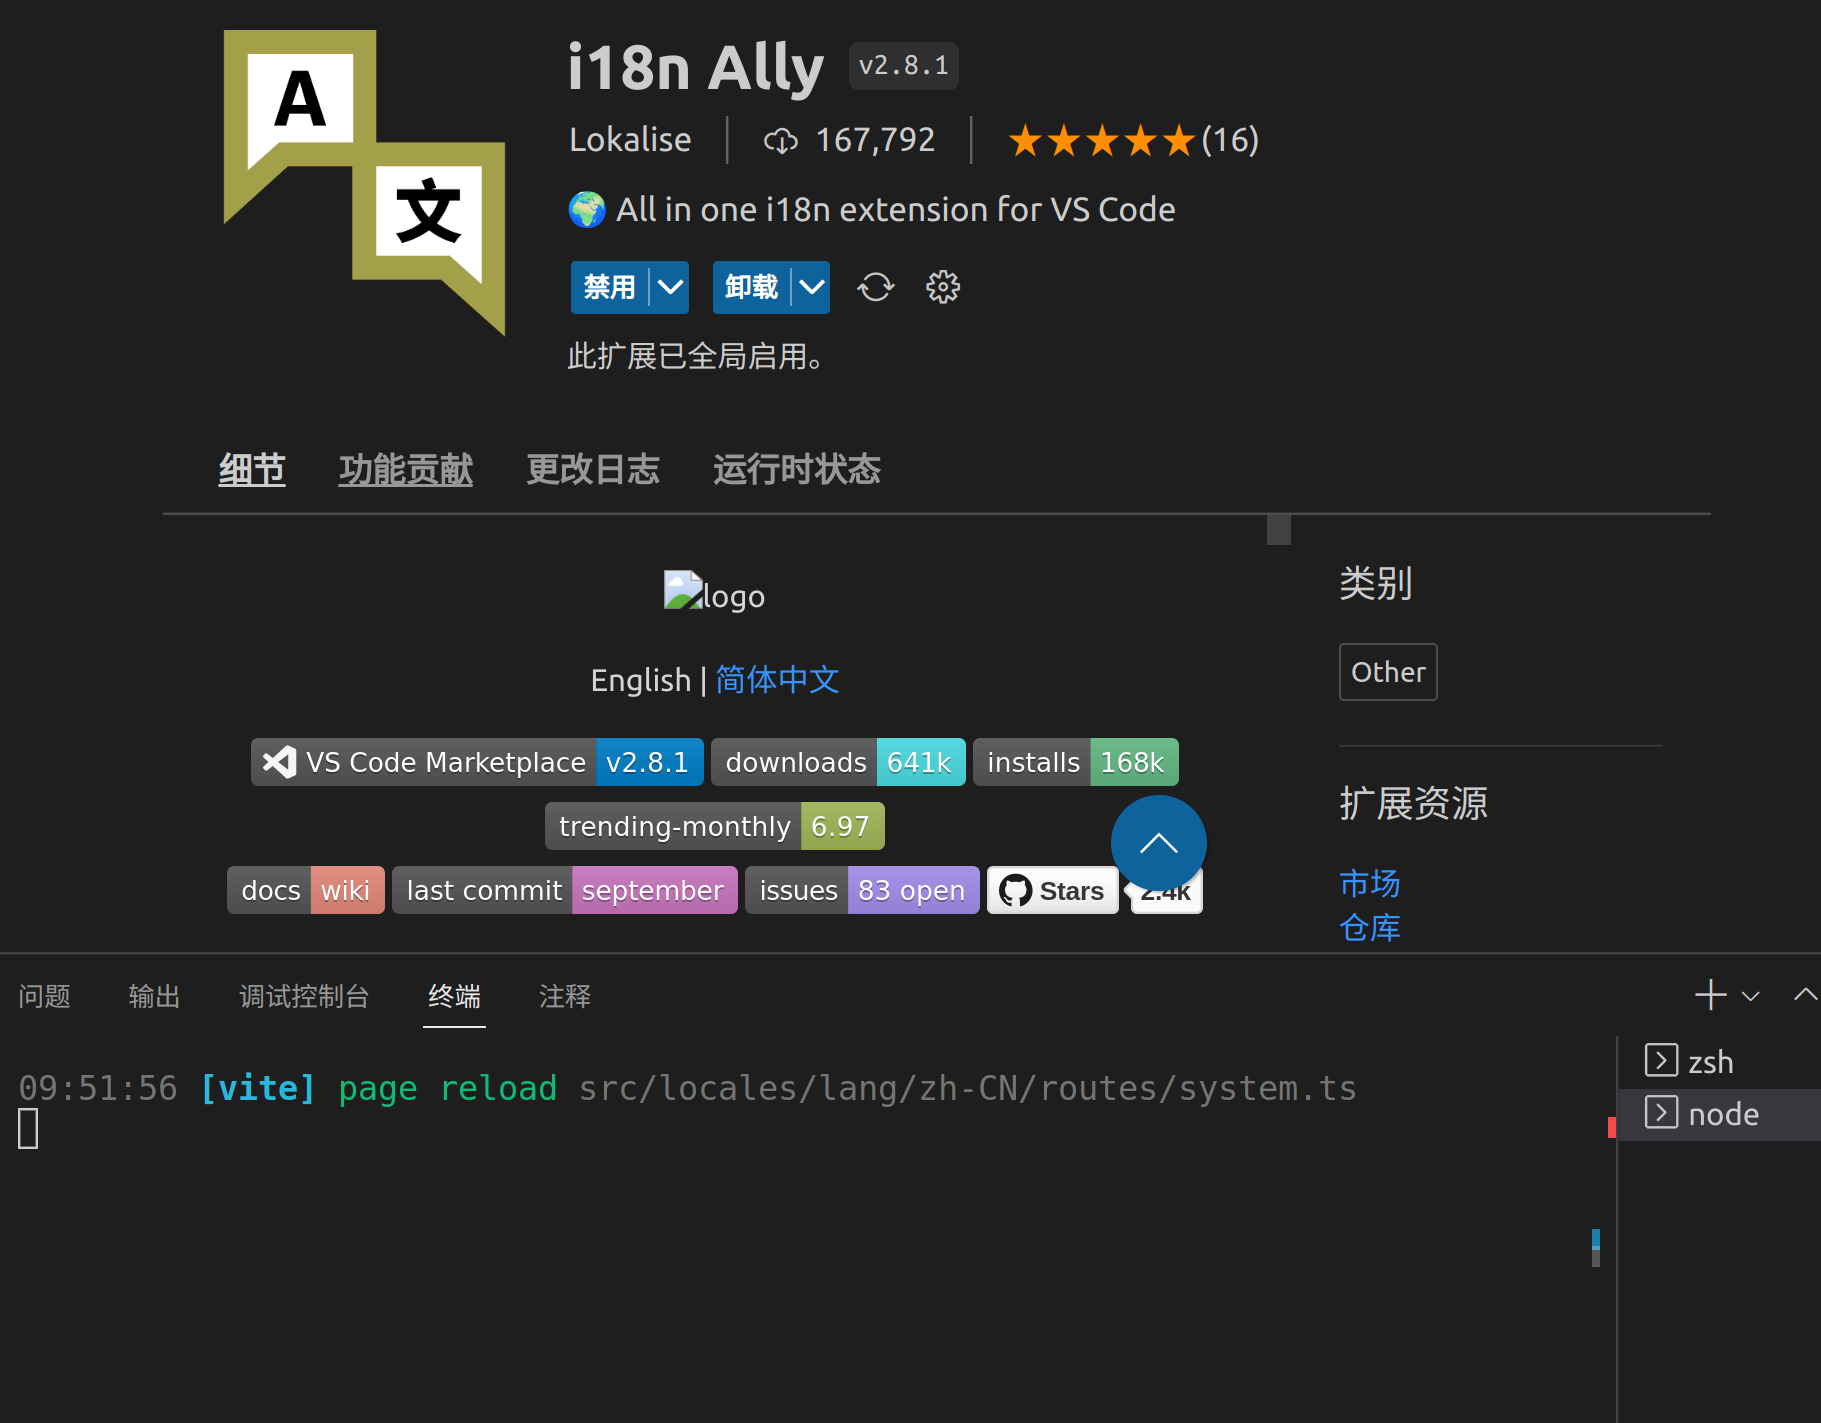 A
文
i18n Ally v2.8.1
Lokalise 167,792 ★★★★★(16)
All in one i18n extension for VS Code
禁用 卸载
此扩展已全局启用。
细节 功能贡献 更改日志 运行时状态
logo
English | 简体中文
VS Code Marketplace v2.8.1 downloads 641k installs 168k
trending-monthly 6.97
docs wiki last commit september issues 83 open Stars 2.4k
类别
Other
扩展资源
市场
仓库
问题 输出 调试控制台 终端 注释
09:51:56 [vite] page reload src/locales/lang/zh-CN/routes/system.ts
zsh
node